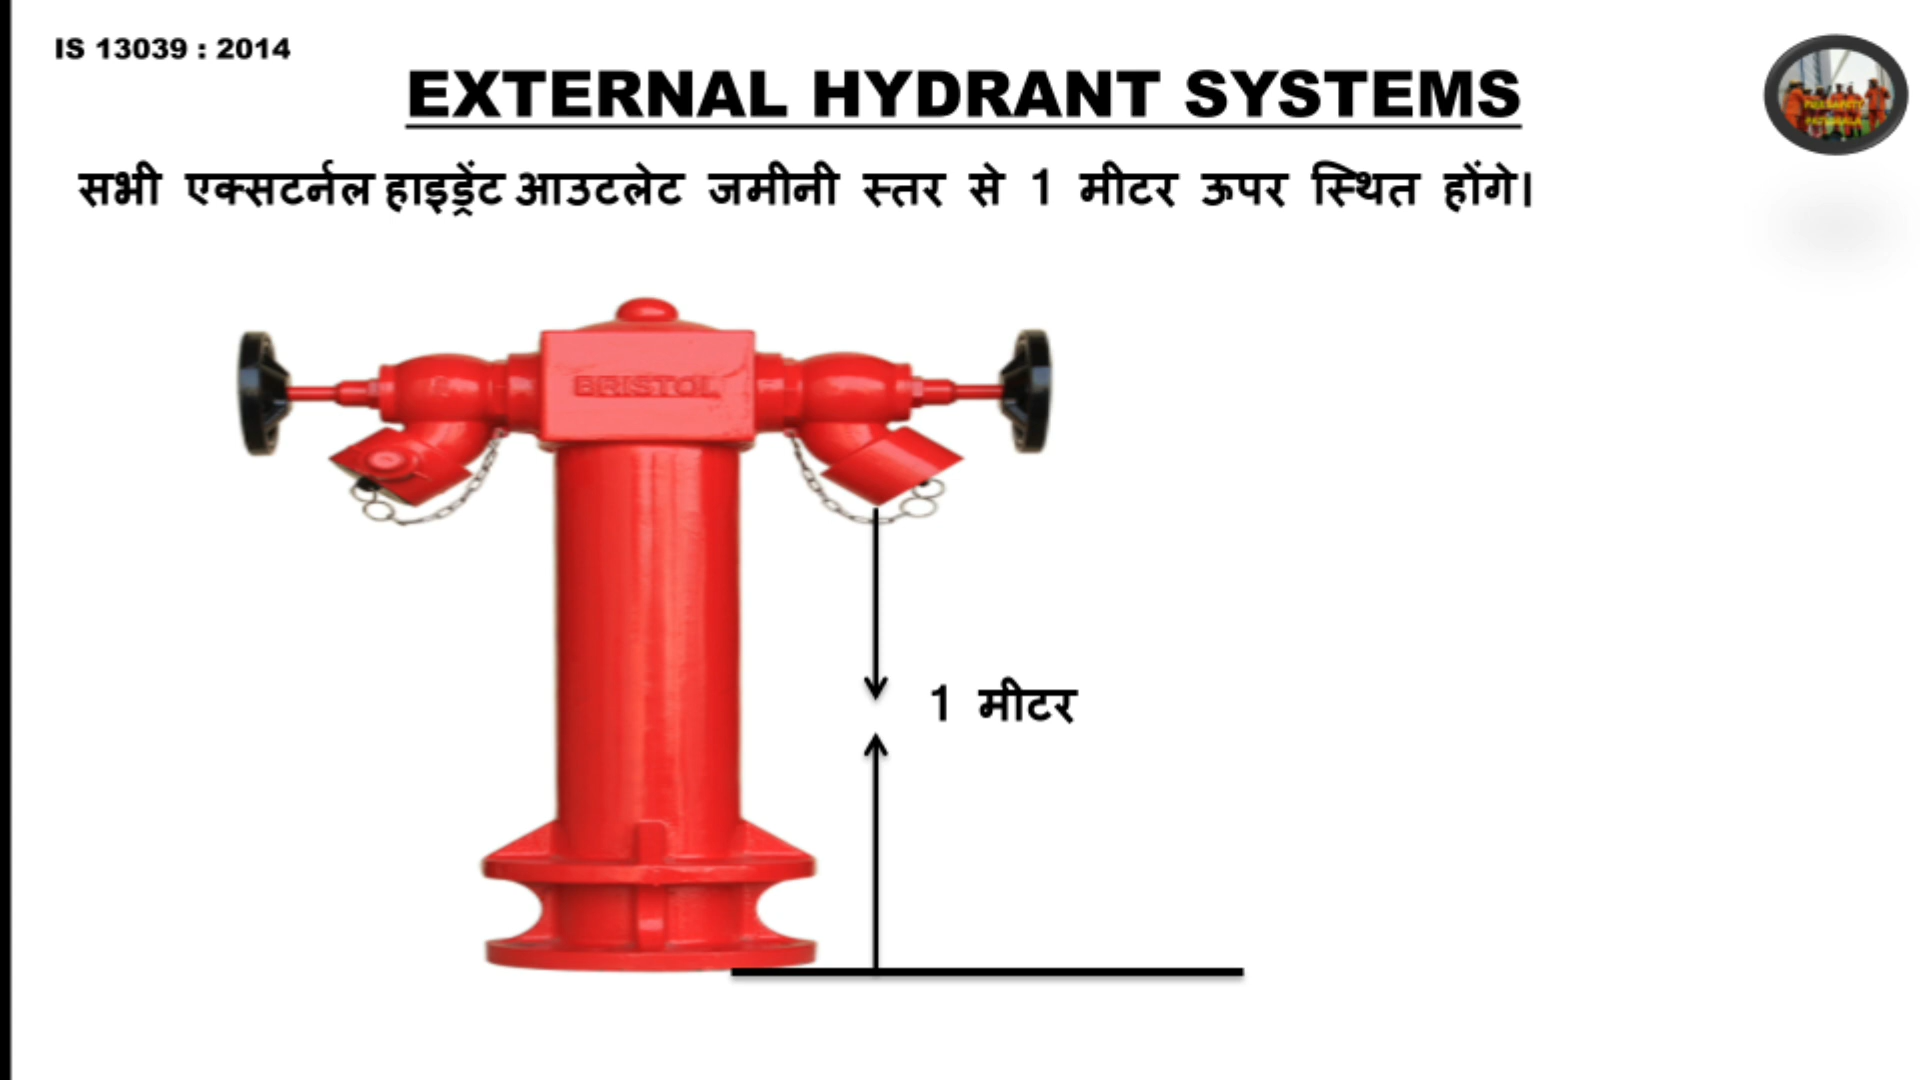 IS 13039 : 2014
EXTERNAL HYDRANT SYSTEMS
सभी एक्सटर्नल हाइड्रेंट आउटलेट जमीनी स्तर से 1 मीटर ऊपर स्थित होंगे।
BRISTOL
1 मीटर